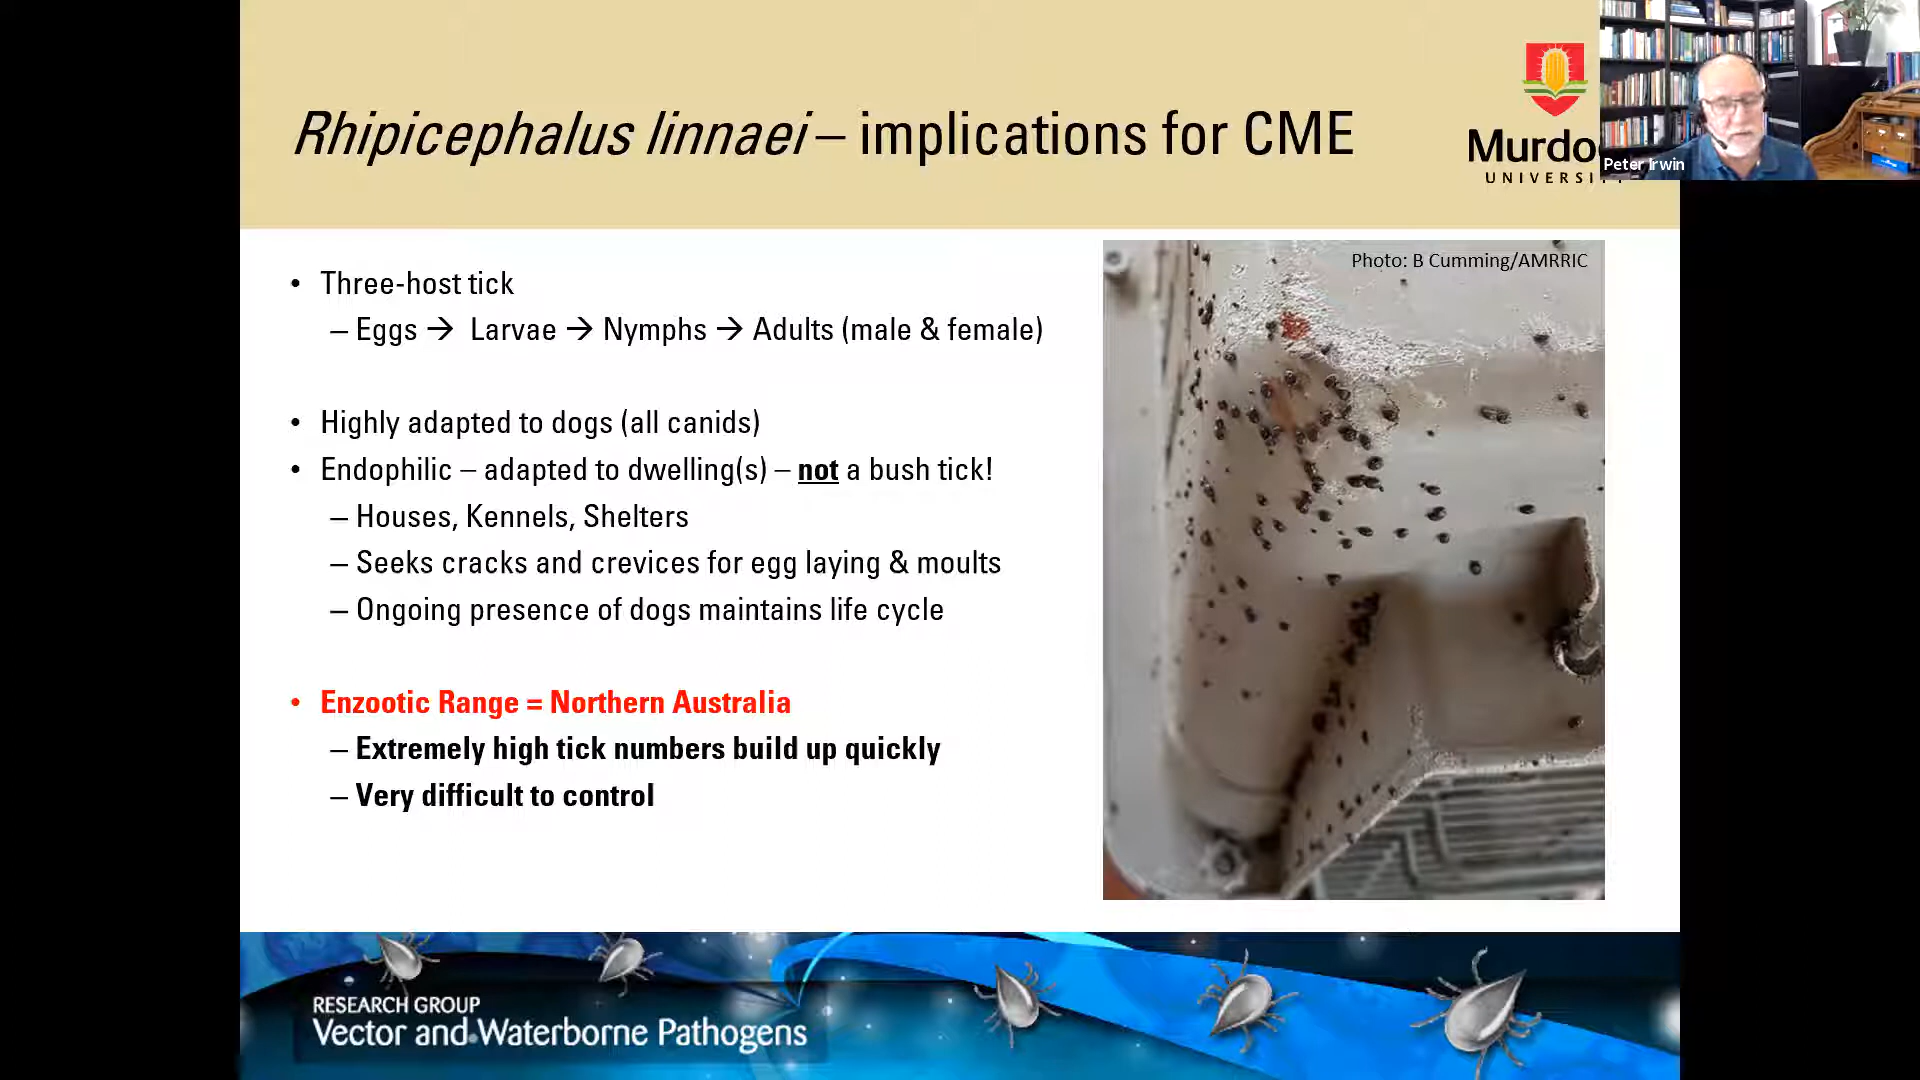 Rhipicephalus linnaei – implications for CME
UNIVERSI
Peter Irwin
• Three-host tick
– Eggs → Larvae → Nymphs → Adults (male & female)
• Highly adapted to dogs (all canids)
• Endophilic – adapted to dwelling(s) – not a bush tick!
– Houses, Kennels, Shelters
– Seeks cracks and crevices for egg laying & moults
– Ongoing presence of dogs maintains life cycle
• Enzootic Range = Northern Australia
– Extremely high tick numbers build up quickly
– Very difficult to control
Photo: B Cumming/AMRRIC
RESEARCH GROUP
Vector and Waterborne Pathogens